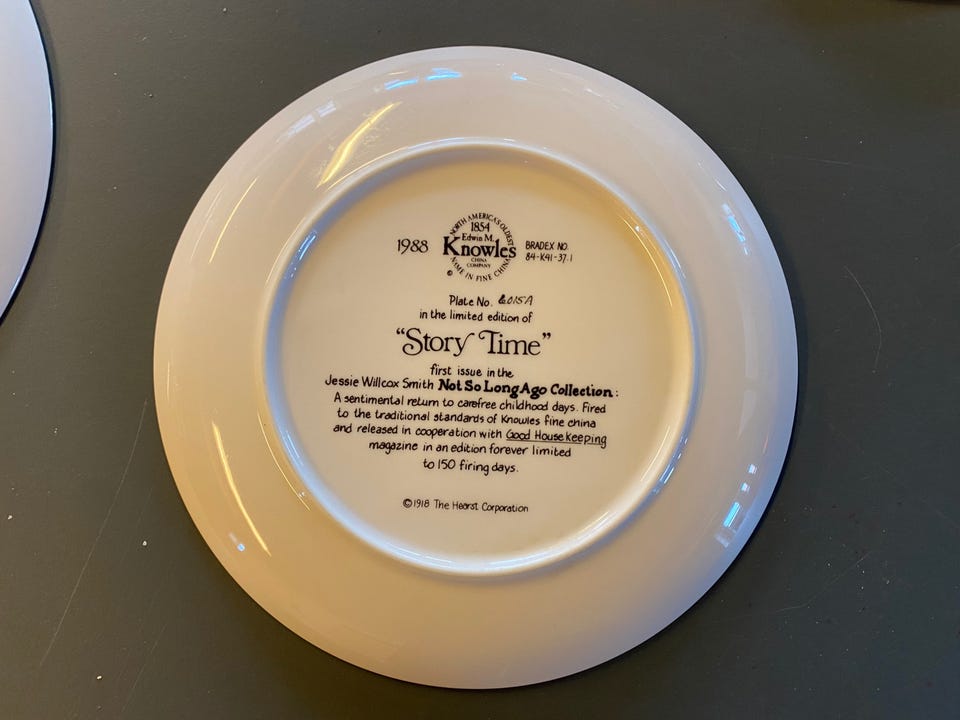 NORTH AMERICA'S OLDEST
1854
Edwin M.
1988 Knowles BRADEX NO.
CHINA 84-K41-37.1
COMPANY
NAME IN FINE CHINA
©
Plate No.
in the limited edition of
"Story Time"
first issue in the
Jessie Willcox Smith Not So Long Ago Collection:
A sentimental return to carefree childhood days. Fired
to the traditional standards of Knowles fine china
and released in cooperation with Good Housekeeping
magazine in an edition forever limited
to 150 firing days.
©1918 The Hearst Corporation